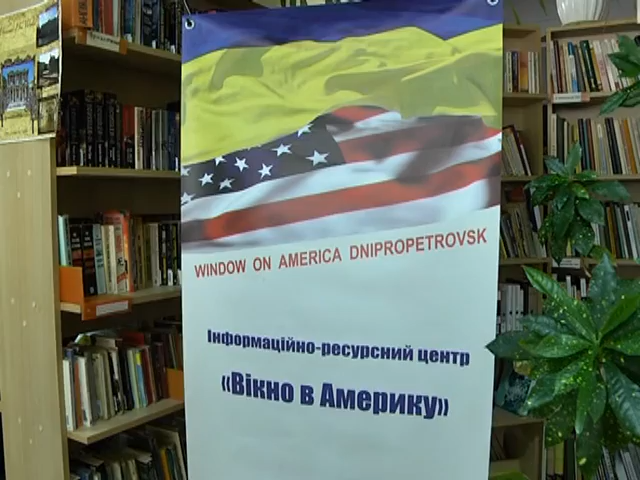 WINDOW ON AMERICA DNIPROPETROVSK
Інформаційно-ресурсний центр
«Вікно в Америку»